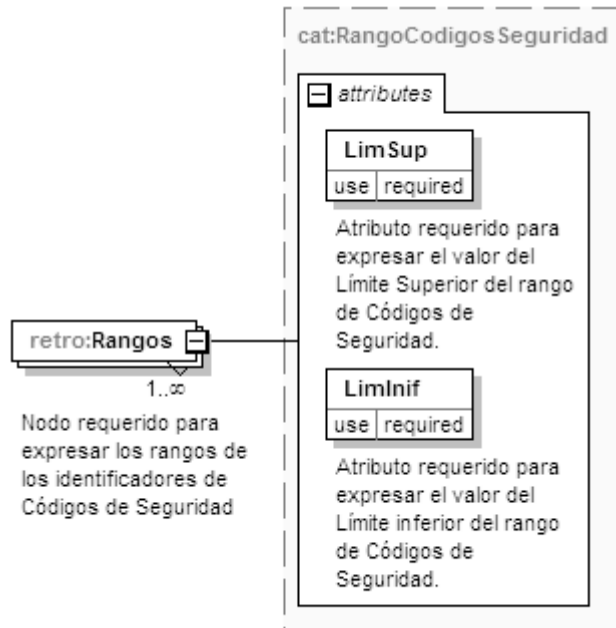 cat:RangoCodigosSeguridad
attributes
LimSup
use required
Atributo requerido para
expresar el valor del
Límite Superior del rango
de Códigos de
Seguridad.
retro:Rangos
1..∞
Nodo requerido para
expresar los rangos de
los identificadores de
Códigos de Seguridad
LimInif
use required
Atributo requerido para
expresar el valor del
Límite inferior del rango
de Códigos de
Seguridad.